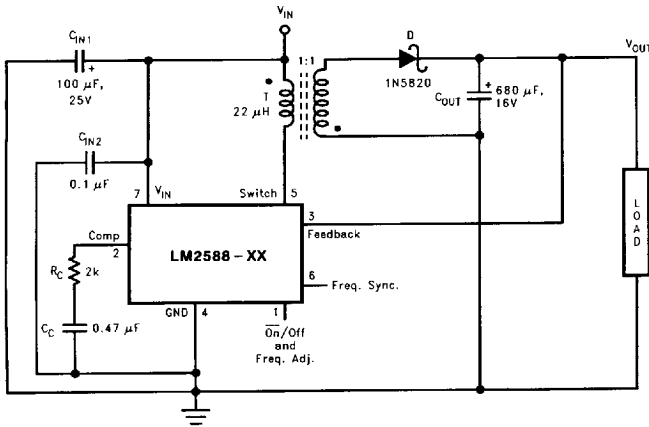 V_IN
C_IN1
+
100 μF,
25V
1:1
T
22 μH
D
1N5820
V_OUT
+
680 μF,
16V
C_OUT
C_IN2
0.1 μF
7 V_IN
Switch 5
LOAD
3
Feedback
Comp
2
LM2588-XX
R_C 2k
6
Freq. Sync.
GND 4
1
C_C 0.47 μF
On/Off
and
Freq. Adj.